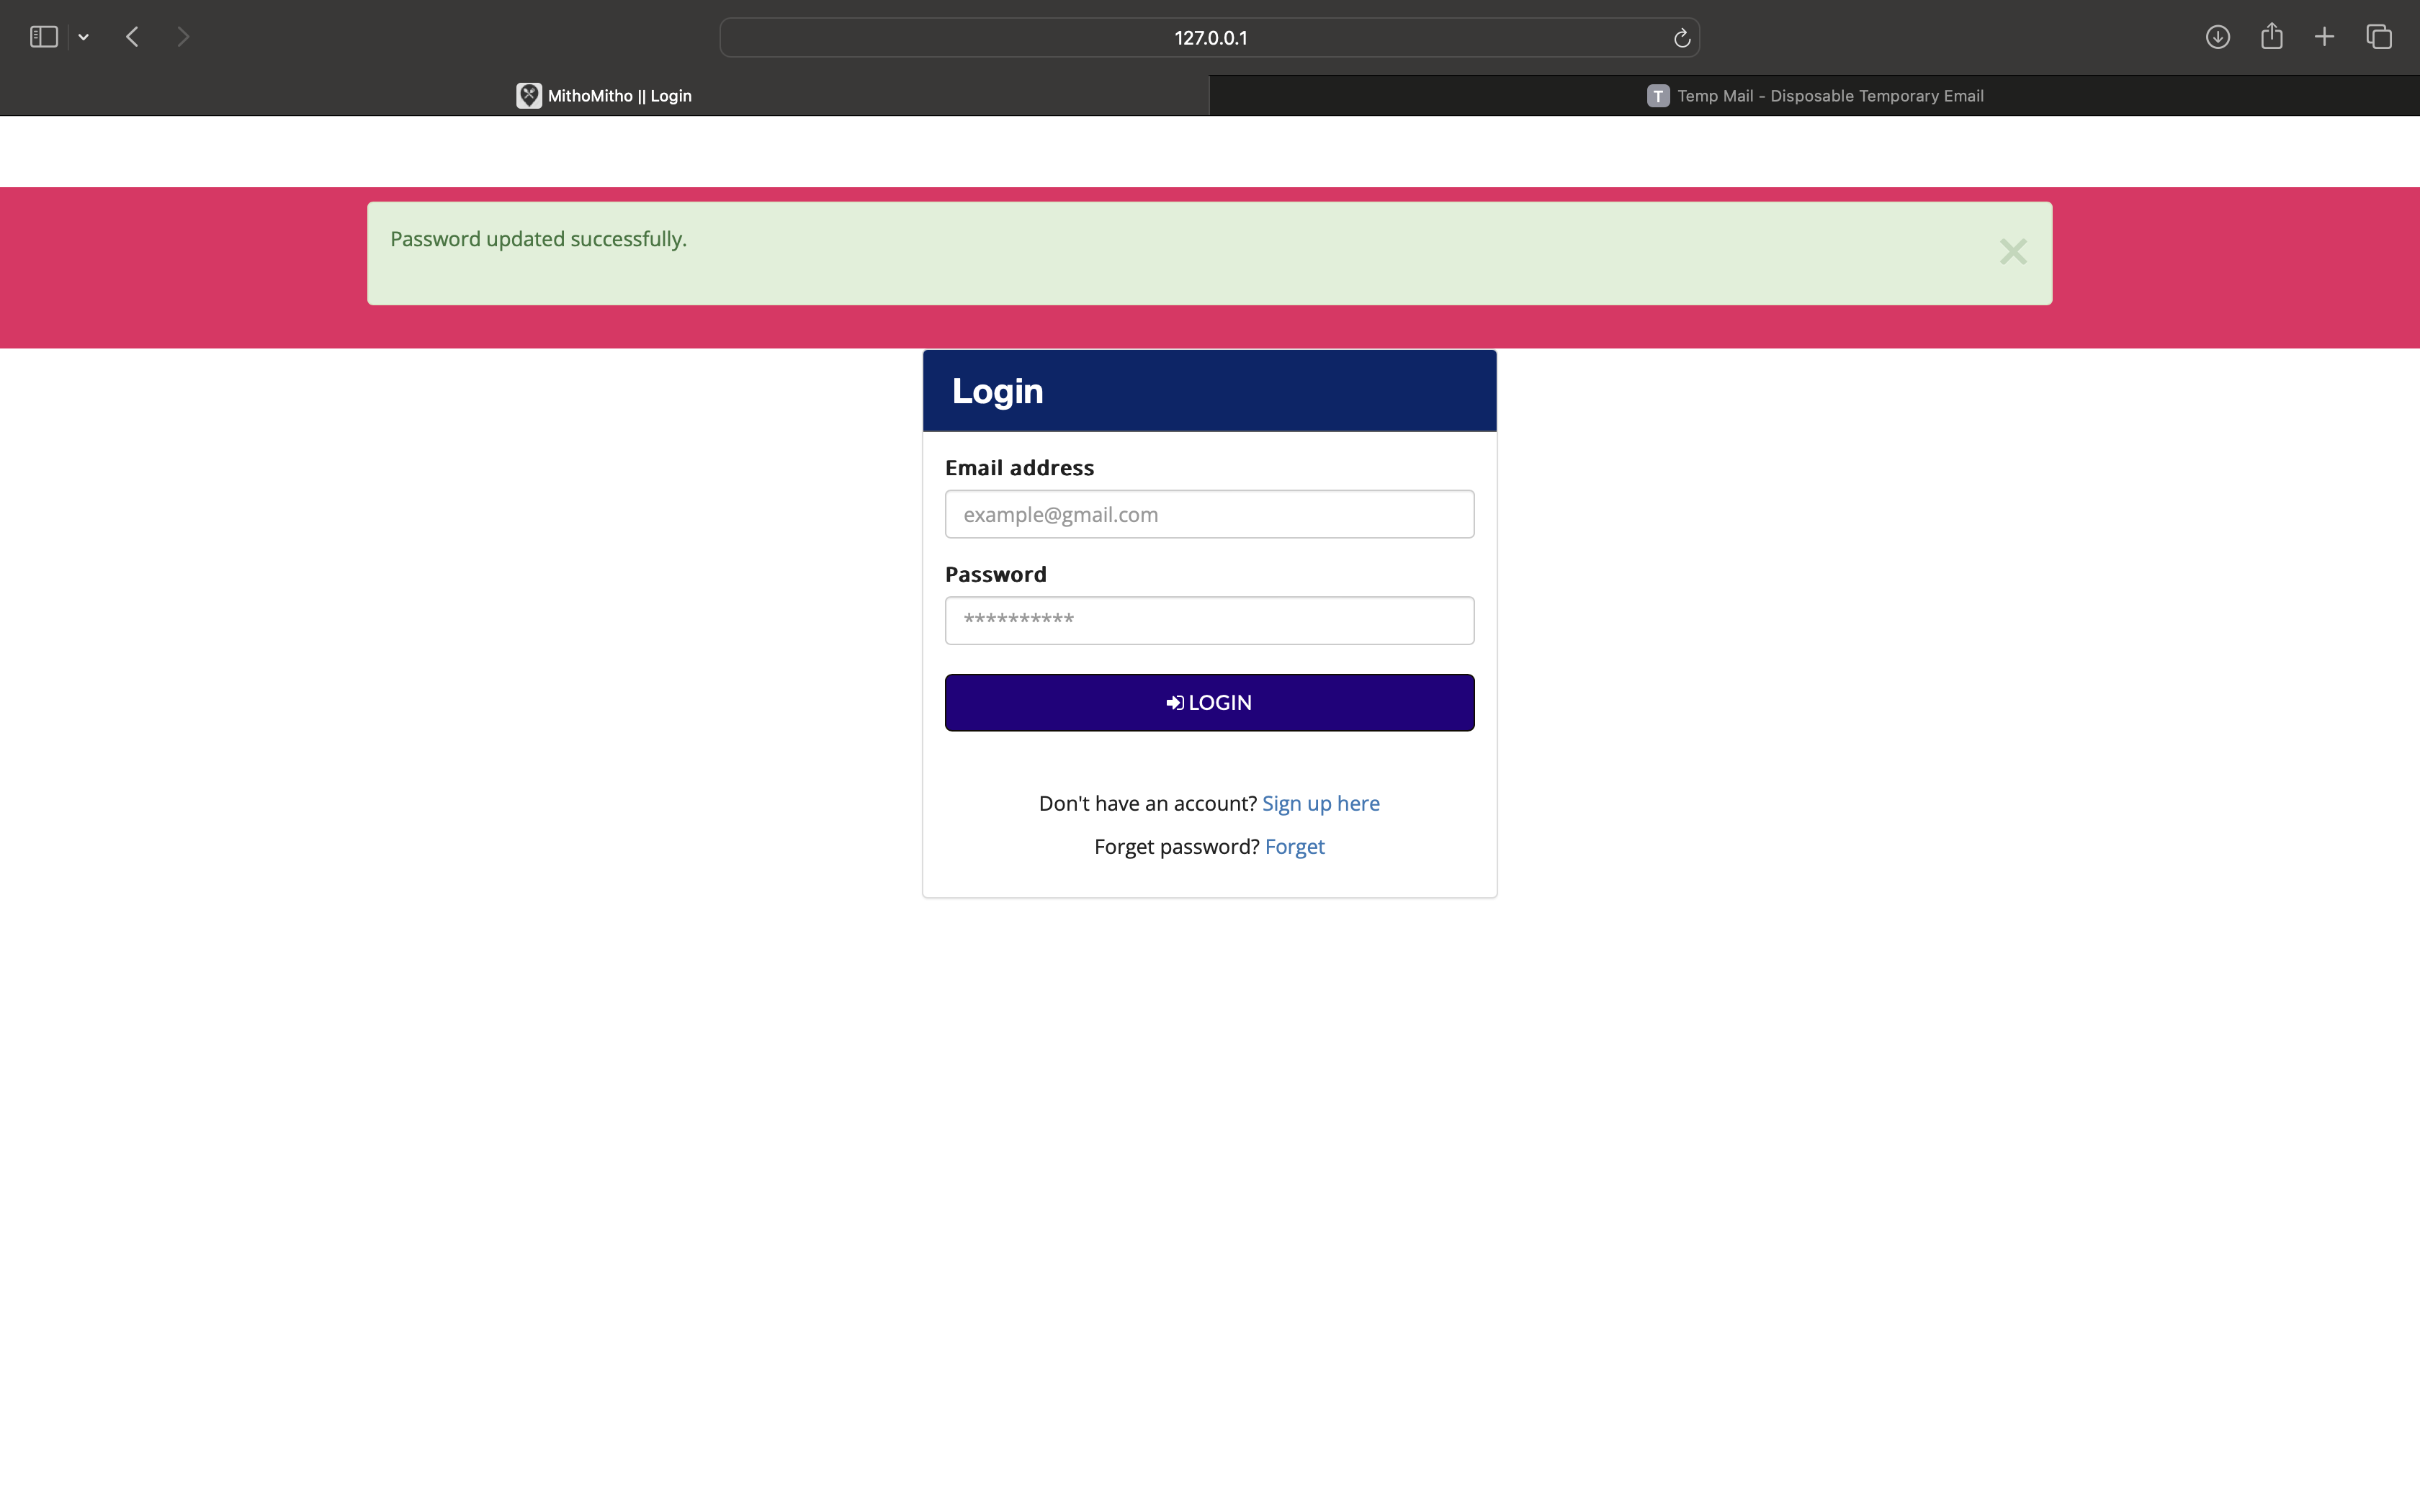 127.0.0.1
MithoMitho || Login
T Temp Mail - Disposable Temporary Email
Password updated successfully.
Login
Email address
example@gmail.com
Password
**********
LOGIN
Don't have an account? Sign up here
Forget password? Forget